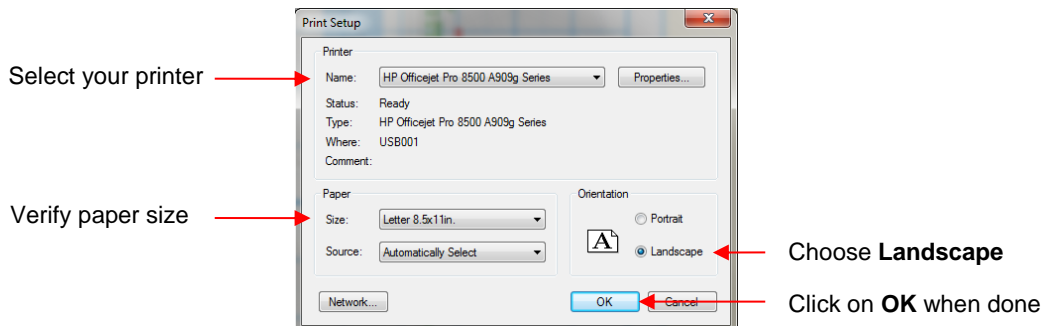 Print Setup
Printer
Select your printer
Name: HP Officejet Pro 8500 A909g Series Properties...
Status: Ready
Type: HP Officejet Pro 8500 A909g Series
Where: USB001
Comment:
Paper
Orientation
Verify paper size
Size: Letter 8.5x11in.
Portrait
Source: Automatically Select
A
Landscape
Choose Landscape
Network...
OK
Cancel
Click on OK when done